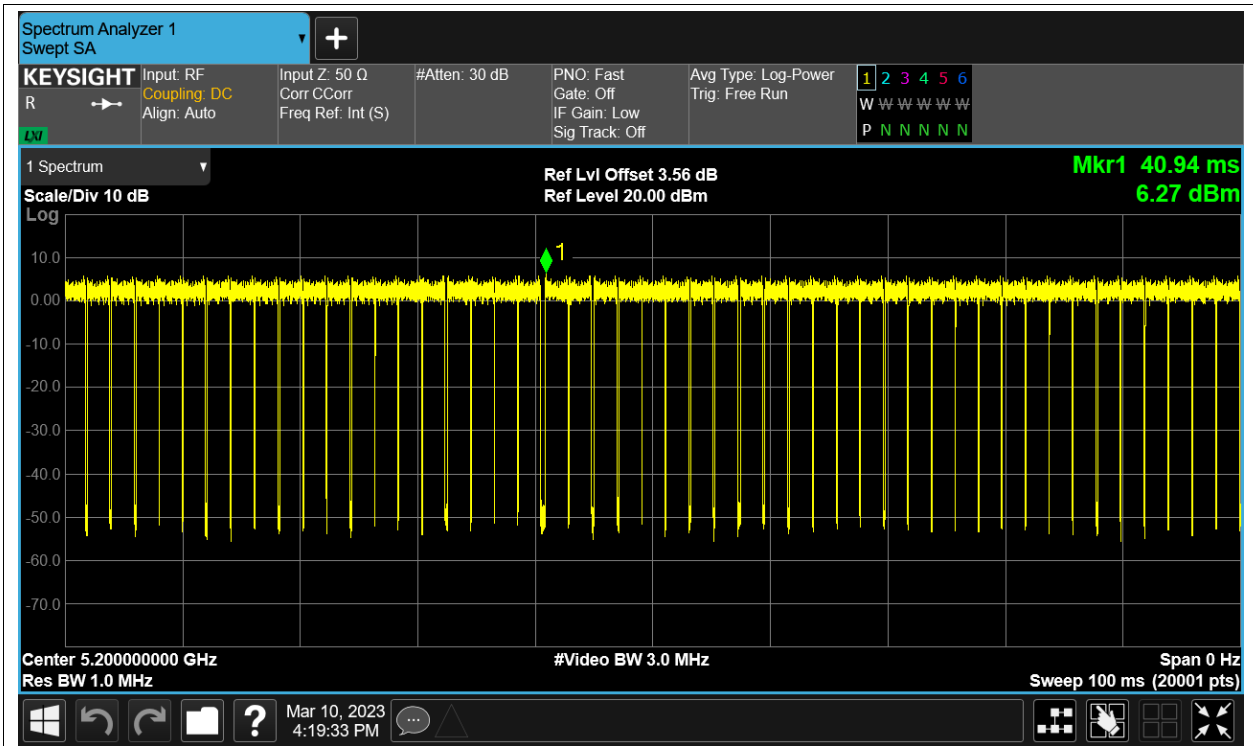 Spectrum Analyzer 1
Swept SA
+
KEYSIGHT
R
LXI
Input: RF
Coupling: DC
Align: Auto
Input Z: 50 Ω
Corr CCorr
Freq Ref: Int (S)
#Atten: 30 dB
PNO: Fast
Gate: Off
IF Gain: Low
Sig Track: Off
Avg Type: Log-Power
Trig: Free Run
1 2 3 4 5 6
W W W W W W
P N N N N N
1 Spectrum
Scale/Div 10 dB
Log
Ref Lvl Offset 3.56 dB
Ref Level 20.00 dBm
Mkr1 40.94 ms
6.27 dBm
1
10.0
0.00
-10.0
-20.0
-30.0
-40.0
-50.0
-60.0
-70.0
Center 5.200000000 GHz
Res BW 1.0 MHz
#Video BW 3.0 MHz
Span 0 Hz
Sweep 100 ms (20001 pts)
?
Mar 10, 2023
4:19:33 PM